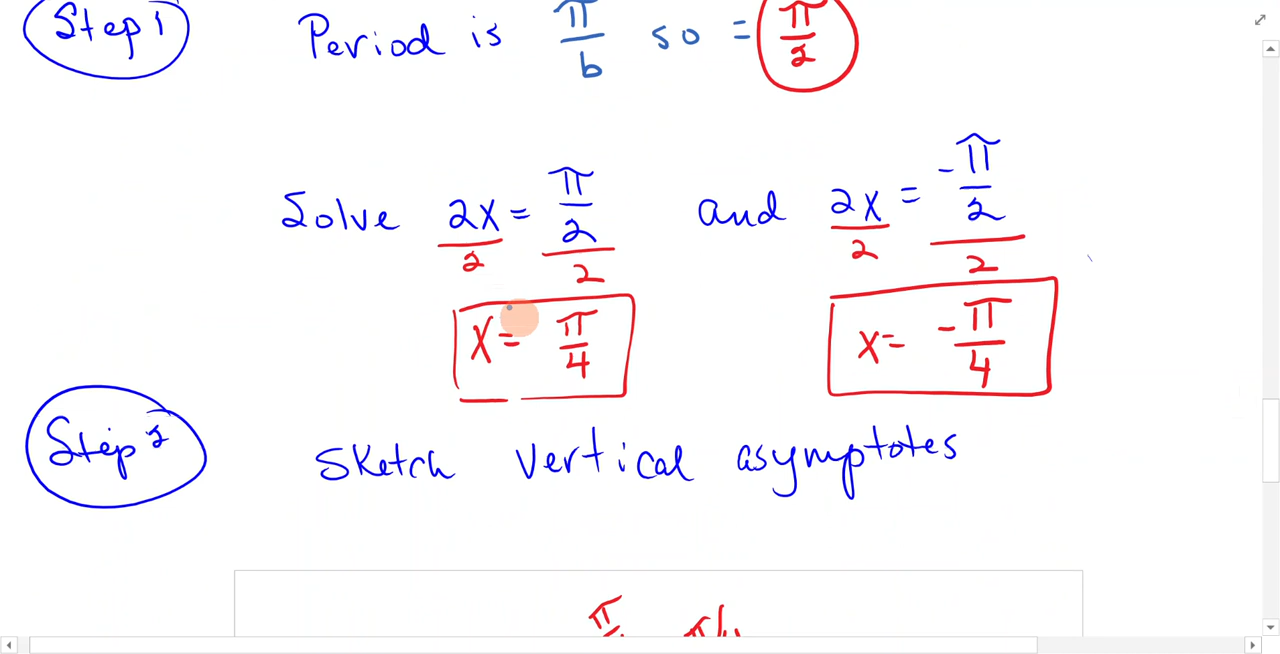 Step 1 Period is π/b so = π/2
Solve 2x = π/2 and 2x = -π/2
2 2 2 2
x = π/4 x = -π/4
Step 2 Sketch vertical asymptotes
π π/4